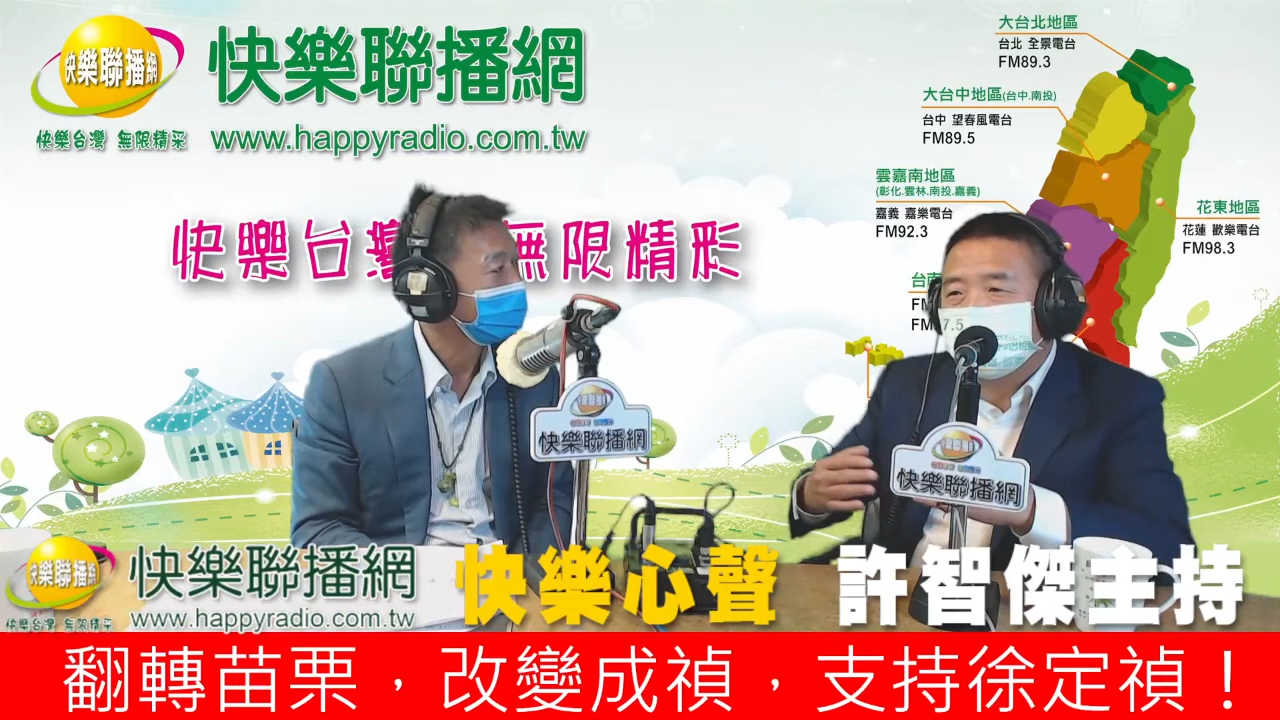 快樂聯播網
快樂台灣 無限精采
快樂聯播網
www.happyradio.com.tw
快樂台灣 無限精彩
大台北地區
台北 全景電台
FM89.3
大台中地區(台中.南投)
台中 望春風電台
FM89.5
雲嘉南地區
(彰化.雲林.南投.嘉義)
嘉義 嘉樂電台
FM92.3
花東地區
花蓮 歡樂電台
FM98.3
台南
快樂聯播網
快樂聯播網
快樂聯播網
快樂台灣 無限精采
快樂聯播網
www.happyradio.com.tw
快樂心聲 許智傑主持
翻轉苗栗，改變成禎，支持徐定禎！